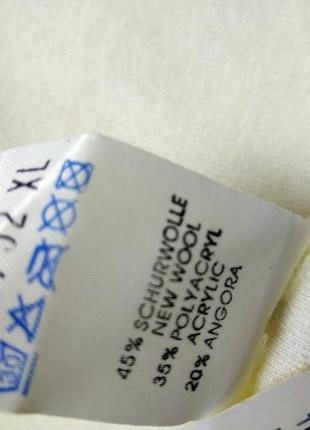 XL
45% SCHURWOLLE
NEW WOOL
35% POLYACRYL
ACRYLIC
20% ANGORA